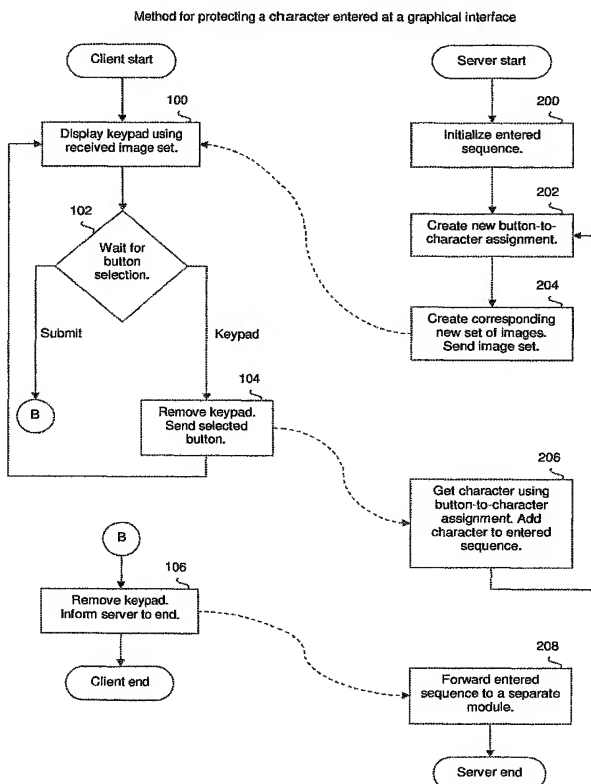 Method for protecting a character entered at a graphical interface
Client start
100
Display keypad using
received image set.
102
Wait for
button
selection.
Submit
Keypad
B
104
Remove keypad.
Send selected
button.
B
106
Remove keypad.
Inform server to end.
Client end
Server start
200
Initialize entered
sequence.
202
Create new button-to-
character assignment.
204
Create corresponding
new set of images.
Send image set.
206
Get character using
button-to-character
assignment. Add
character to entered
sequence.
208
Forward entered
sequence to a separate
module.
Server end